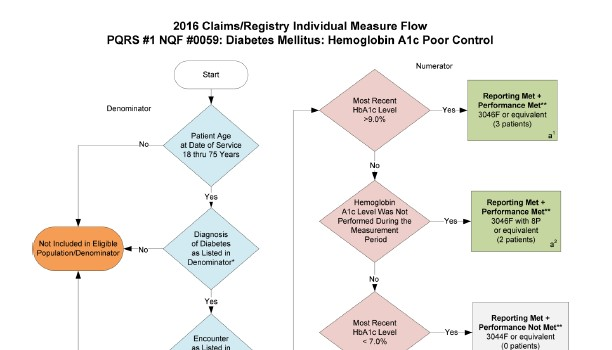 2016 Claims/Registry Individual Measure Flow
PQRS #1 NQF #0059: Diabetes Mellitus: Hemoglobin A1c Poor Control
Start
Denominator
Patient Age
at Date of Service
18 thru 75 Years
No
Yes
Diagnosis
of Diabetes
as Listed in
Denominator*
No
Not Included in Eligible
Population/Denominator
Yes
Encounter
as Listed in
Numerator
Most Recent
HbA1c Level
>9.0%
Yes
Reporting Met +
Performance Met**
3046F or equivalent
(3 patients)
a¹
No
Hemoglobin
A1c Level Was Not
Performed During the
Measurement
Period
Yes
Reporting Met +
Performance Met**
3046F with 8P
or equivalent
(2 patients)
a²
No
Most Recent
HbA1c Level
< 7.0%
Yes
Reporting Met +
Performance Not Met**
3044F or equivalent
(0 patients)